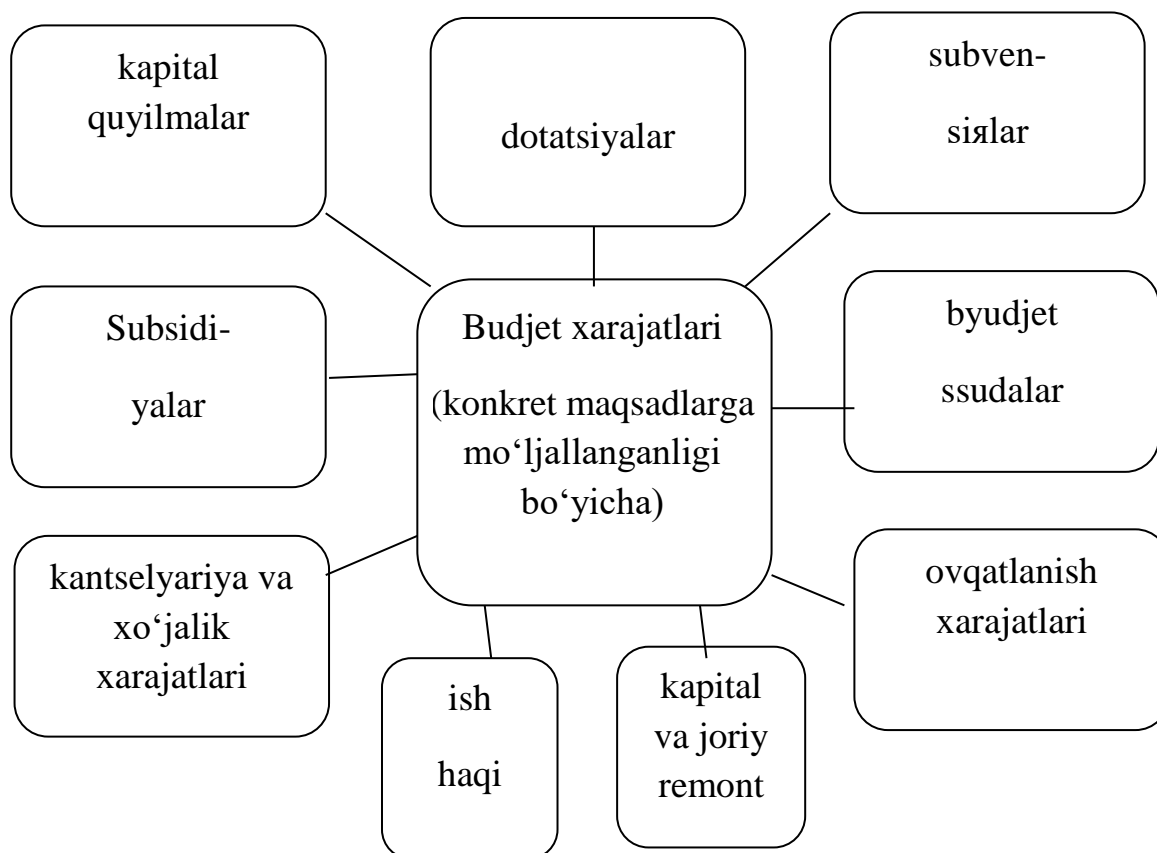 kapital
quyilmalar
dotatsiyalar
subven-
siяlar
Subsidi-
yalar
Budjet xarajatlari
(konkret maqsadlarga
mo‘ljallanganligi
bo‘yicha)
byudjet
ssudalar
kantselyariya va
xo‘jalik
xarajatlari
ish
haqi
kapital
va joriy
remont
ovqatlanish
xarajatlari